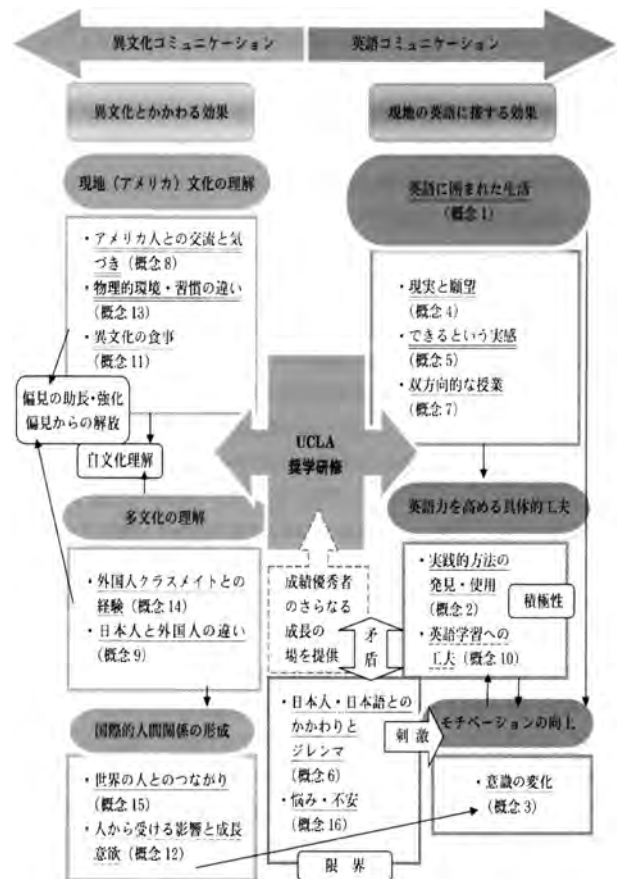 異文化コミュニケーション
英語コミュニケーション
異文化とかかわる効果
現地の英語に接する効果
現地（アメリカ）文化の理解
・アメリカ人との交流と気
づき（概念 8）
・物理的環境・習慣の違い
（概念 13）
・異文化の食事
（概念 11）
偏見の助長・強化
偏見からの解放
自文化理解
多文化の理解
・外国人クラスメイトとの
経験（概念 14）
・日本人と外国人の違い
（概念 9）
国際的人間関係の形成
・世界の人とのつながり
（概念 15）
・人から受ける影響と成長
意欲（概念 12）
UCLA
奨学研修
成績優秀者
のさらなる
成長の
場を提供
矛
盾
・日本人・日本語との
かかわりと
ジレンマ
（概念 6）
・悩み・不安
（概念 16）
限 界
刺 激
英語に囲まれた生活
（概念 1）
・現実と願望
（概念 4）
・できるという実感
（概念 5）
・双方向的な授業
（概念 7）
英語力を高める具体的工夫
・実践的方法の
発見・使用
（概念 2）
・英語学習への
工夫（概念 10）
積極性
モチベーションの向上
・意識の変化
（概念 3）